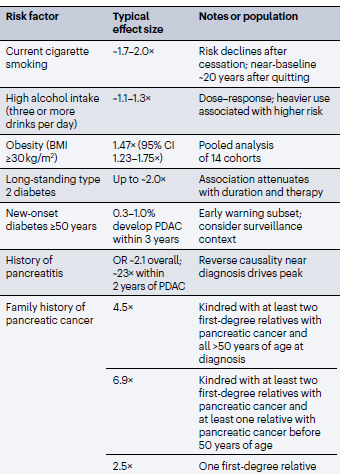 Risk factor Typical effect size Notes or population
Current cigarette smoking ~1.7–2.0× Risk declines after cessation; near-baseline ~20 years after quitting
High alcohol intake (three or more drinks per day) ~1.1–1.3× Dose–response; heavier use associated with higher risk
Obesity (BMI ≥30 kg/m²) 1.47× (95% CI 1.23–1.75×) Pooled analysis of 14 cohorts
Long-standing type 2 diabetes Up to ~2.0× Association attenuates with duration and therapy
New-onset diabetes ≥50 years 0.3–1.0% develop PDAC within 3 years Early warning subset; consider surveillance context
History of pancreatitis OR ~2.1 overall; ~23× within 2 years of PDAC Reverse causality near diagnosis drives peak
Family history of pancreatic cancer 4.5× Kindred with at least two first-degree relatives with pancreatic cancer and all >50 years of age at diagnosis
6.9× Kindred with at least two first-degree relatives with pancreatic cancer and at least one relative with pancreatic cancer before 50 years of age
2.5× One first-degree relative